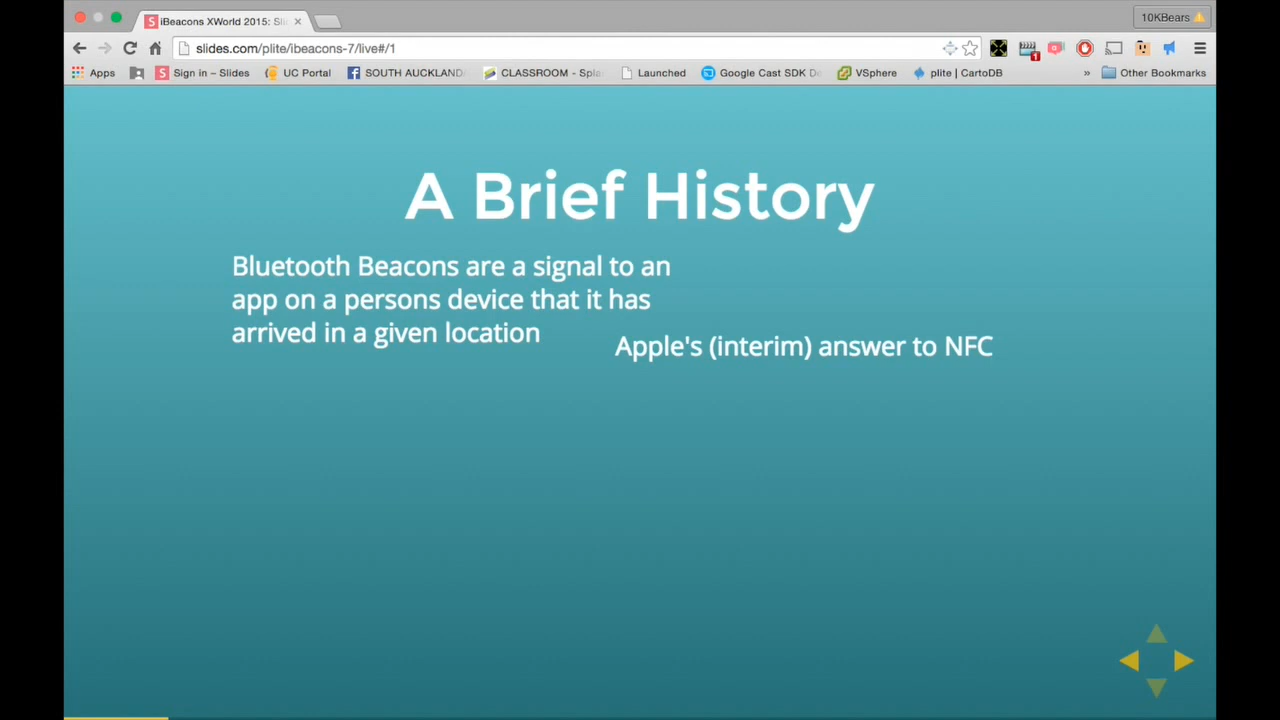 iBeacons XWorld 2015: Sli
10KBears
slides.com/plite/ibeacons-7/live#/1
1
Apps
S Sign in – Slides
UC Portal
SOUTH AUCKLAND
CLASSROOM - Spla
Launched
Google Cast SDK De
VSphere
plite | CartoDB
»
Other Bookmarks
A Brief History
Bluetooth Beacons are a signal to an
app on a persons device that it has
arrived in a given location
Apple's (interim) answer to NFC